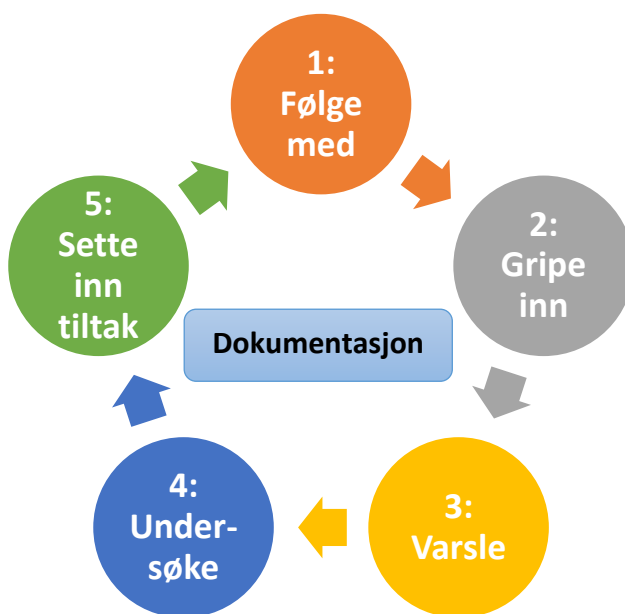 1:
Følge
med
2:
Gripe
inn
3:
Varsle
4:
Under-
søke
5:
Sette
inn
tiltak
Dokumentasjon